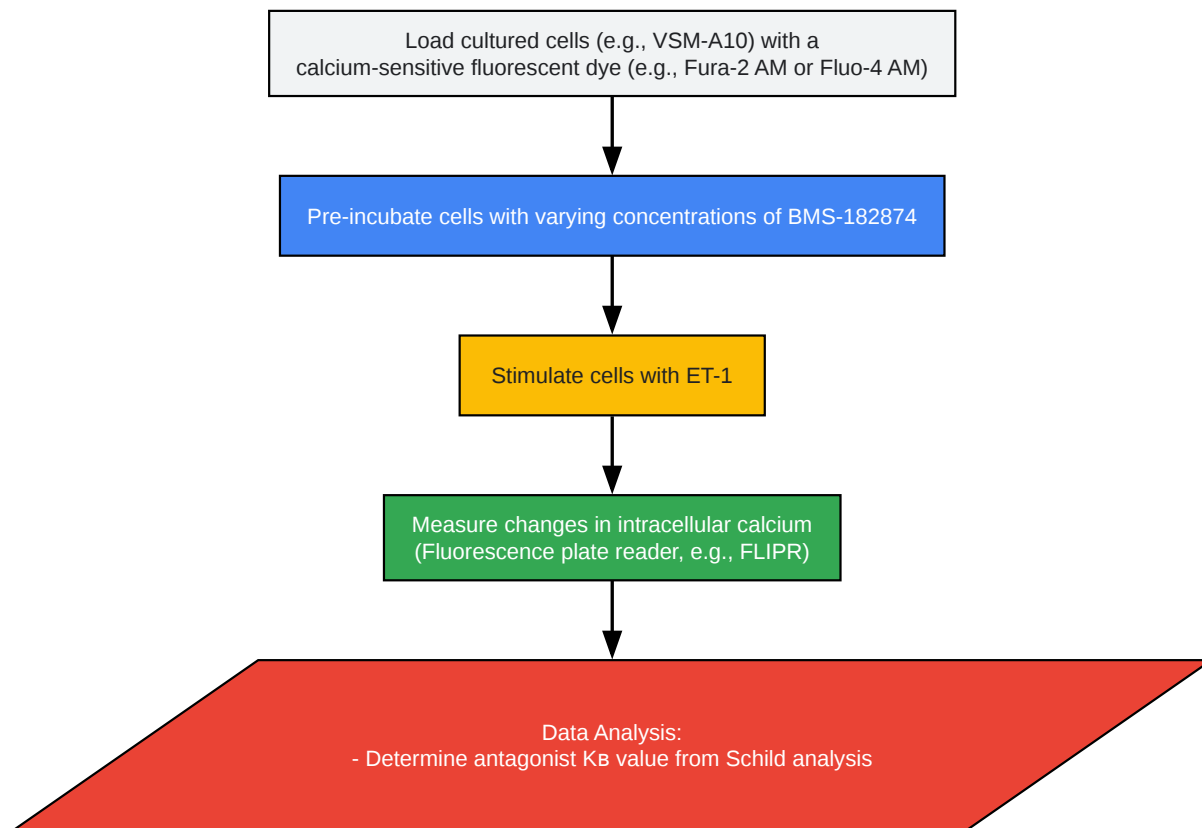 Load cultured cells (e.g., VSM-A10) with a
calcium-sensitive fluorescent dye (e.g., Fura-2 AM or Fluo-4 AM)
Pre-incubate cells with varying concentrations of BMS-182874
Stimulate cells with ET-1
Measure changes in intracellular calcium
(Fluorescence plate reader, e.g., FLIPR)
Data Analysis:
- Determine antagonist Kʙ value from Schild analysis